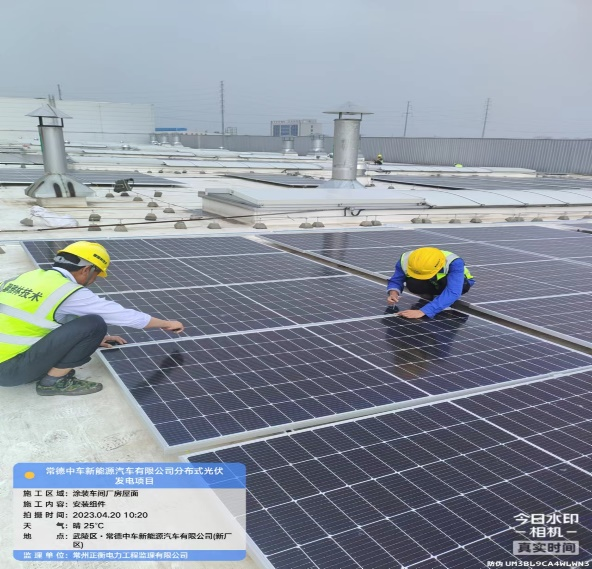 常德中车新能源汽车有限公司分布式光伏
发电项目
施工区域：涂装车间厂房屋面
施工内容：安装组件
拍摄时间：2023.04.20 10:20
天 气：晴 25°C
地 点：武陵区·常德中车新能源汽车有限公司(新厂
区)
监理单位：常州正衡电力工程监理有限公司
今日水印
相机
真实时间
防伪 UM3BL9CA4WLWN3